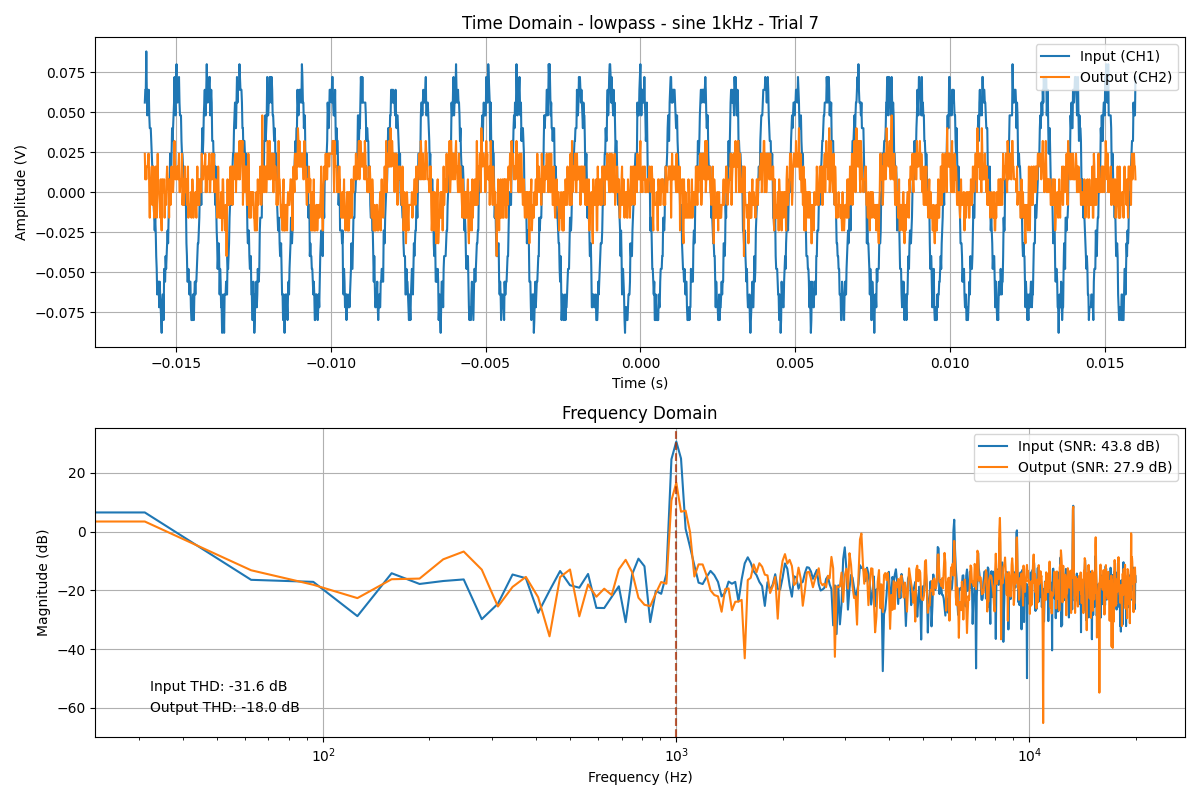 Time Domain - lowpass - sine 1kHz - Trial 7
Input (CH1)
Output (CH2)
0.075
0.050
0.025
0.000
−0.025
−0.050
−0.075
Amplitude (V)
−0.015
−0.010
−0.005
0.000
0.005
0.010
0.015
Time (s)
Frequency Domain
Input (SNR: 43.8 dB)
Output (SNR: 27.9 dB)
20
0
−20
−40
−60
Magnitude (dB)
Input THD: -31.6 dB
Output THD: -18.0 dB
10²
10³
10⁴
Frequency (Hz)